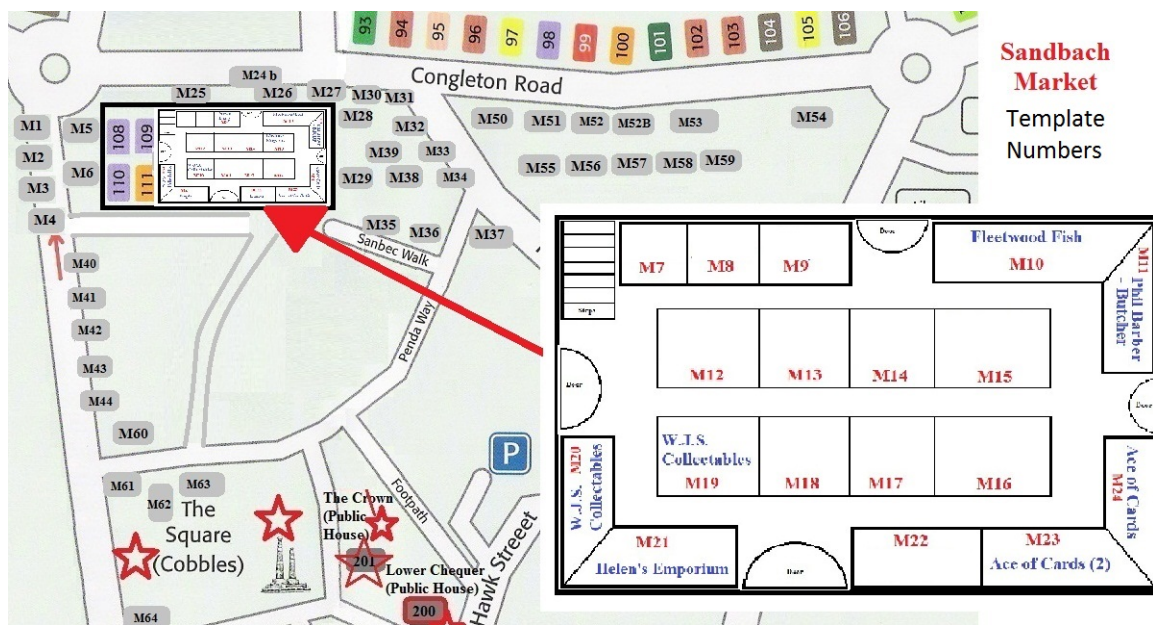 93
94
95
96
97
98
99
100
101
102
103
104
105
106
Sandbach
Market
Template
Numbers
Congleton Road
M24 b
M25
M26
M27
M30
M31
M1
M5
108
109
M28
M32
M50
M51
M52
M52B
M53
M54
M2
M6
110
111
M39
M33
M55
M56
M57
M58
M59
M3
M29
M38
M34
M4
M35
M36
M37
Sanbec Walk
M40
M41
M42
M43
M44
M60
Penda Way
P
Footpath
M61
M62
M63
The
Square
(Cobbles)
The Crown
(Public
House)
201
Lower Chequer
(Public House)
200
Hawk Streeet
M64
Steps
M7
M8
M9
Door
Fleetwood Fish
M10
M11
Phil Barber
- Butcher
M12
M13
M14
M15
Door
Door
W.J.S.
Collectables
M19
M18
M17
M16
W.J.S. M20
Collectables
Ace of Cards
M24
M21
Helen's Emporium
Door
M22
M23
Ace of Cards (2)